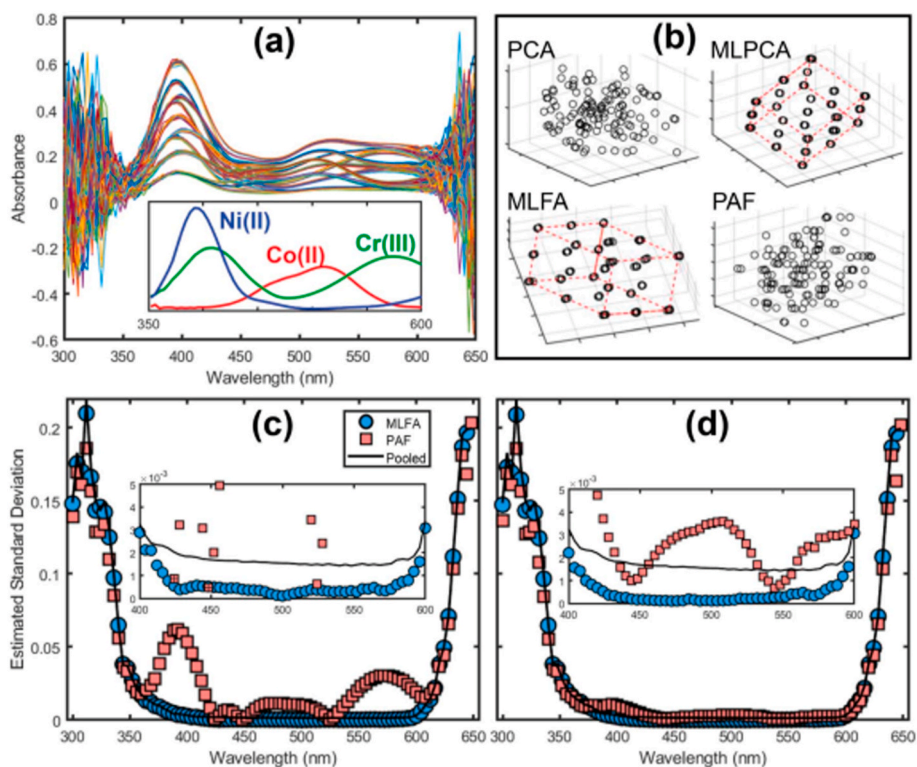 (a)
0.8
0.6
0.4
0.2
0
-0.2
-0.4
-0.6
Absorbance
Ni(II)
Co(II)
Cr(III)
350
600
300 350 400 450 500 550 600 650
Wavelength (nm)
(b)
PCA
MLPCA
MLFA
PAF
(c)
MLFA
PAF
Pooled
0.2
0.15
0.1
0.05
0
Estimated Standard Deviation
×10⁻³
5
4
3
2
1
0
400 450 500 550 600
300 350 400 450 500 550 600 650
Wavelength (nm)
(d)
×10⁻³
5
4
3
2
1
0
400 450 500 550 600
300 350 400 450 500 550 600 650
Wavelength (nm)